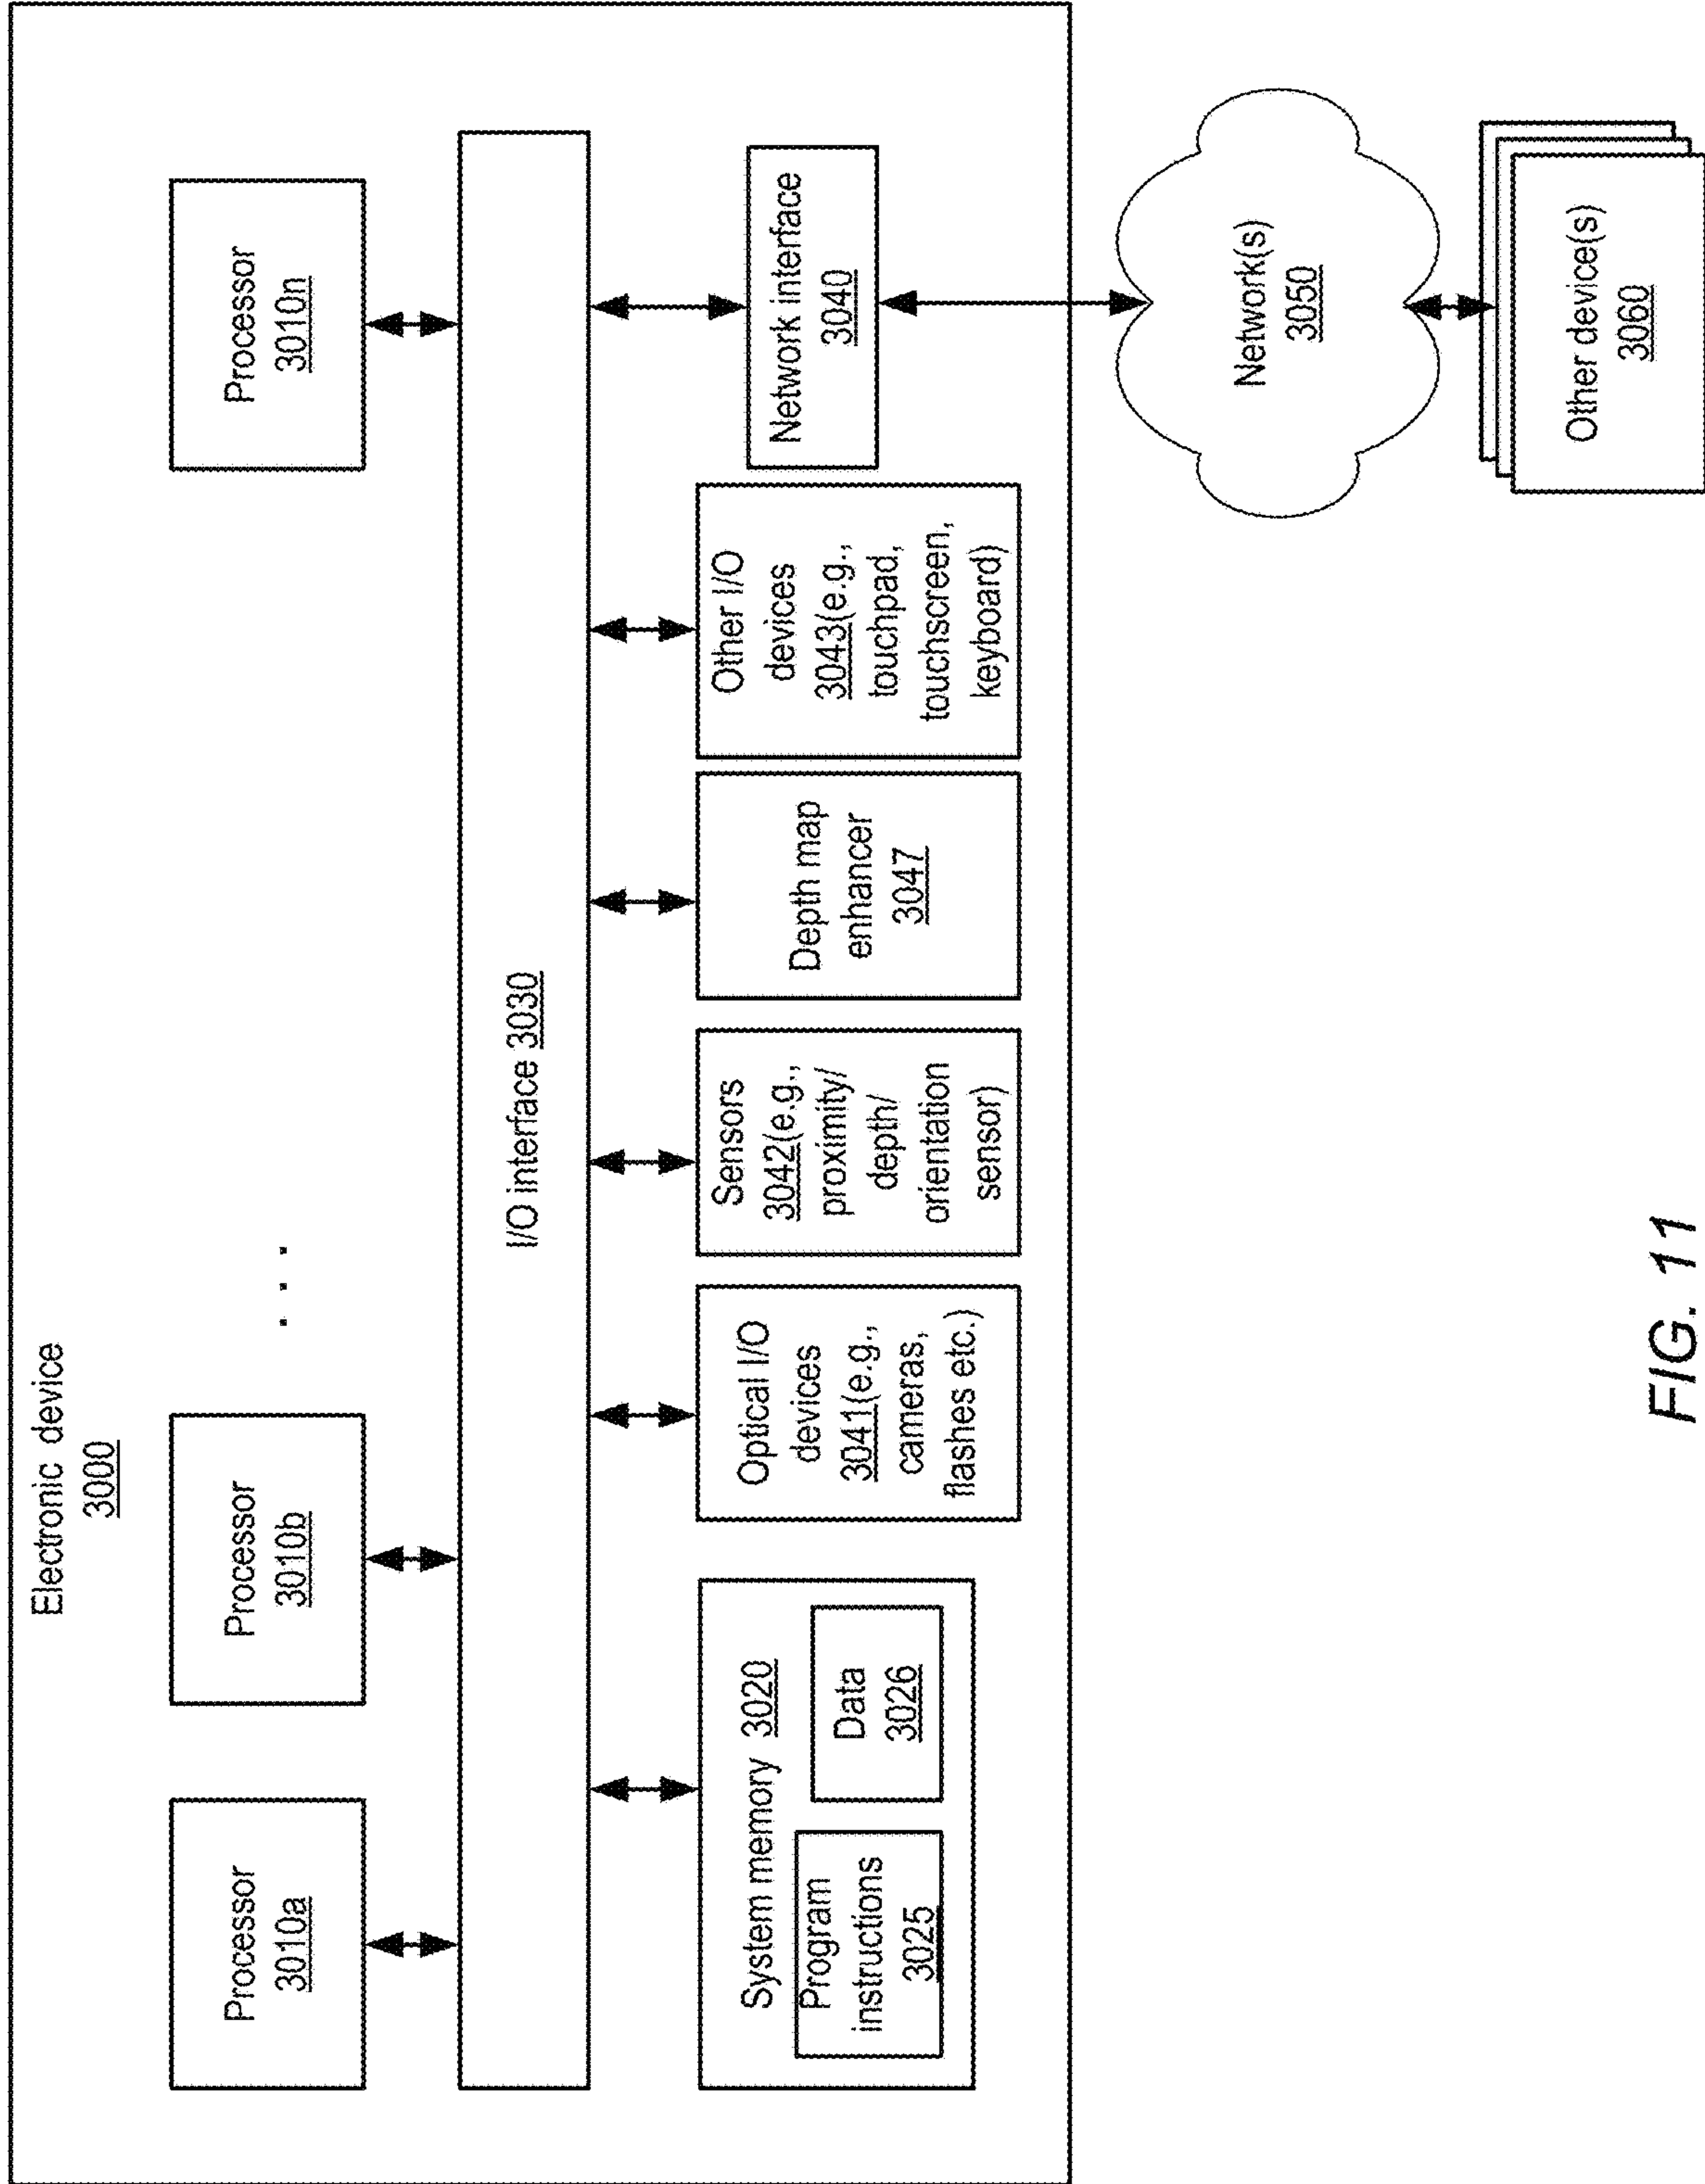 Electronic device
3000
Processor
3010a
Processor
3010b
. . .
Processor
3010n
I/O interface 3030
System memory 3020
Program
instructions
3025
Data
3026
Optical I/O
devices
3041(e.g.,
cameras,
flashes etc.)
Sensors
3042(e.g.,
proximity/
depth/
orientation
sensor)
Depth map
enhancer
3047
Other I/O
devices
3043(e.g.,
touchpad,
touchscreen,
keyboard)
Network interface
3040
Network(s)
3050
Other device(s)
3060
FIG. 11